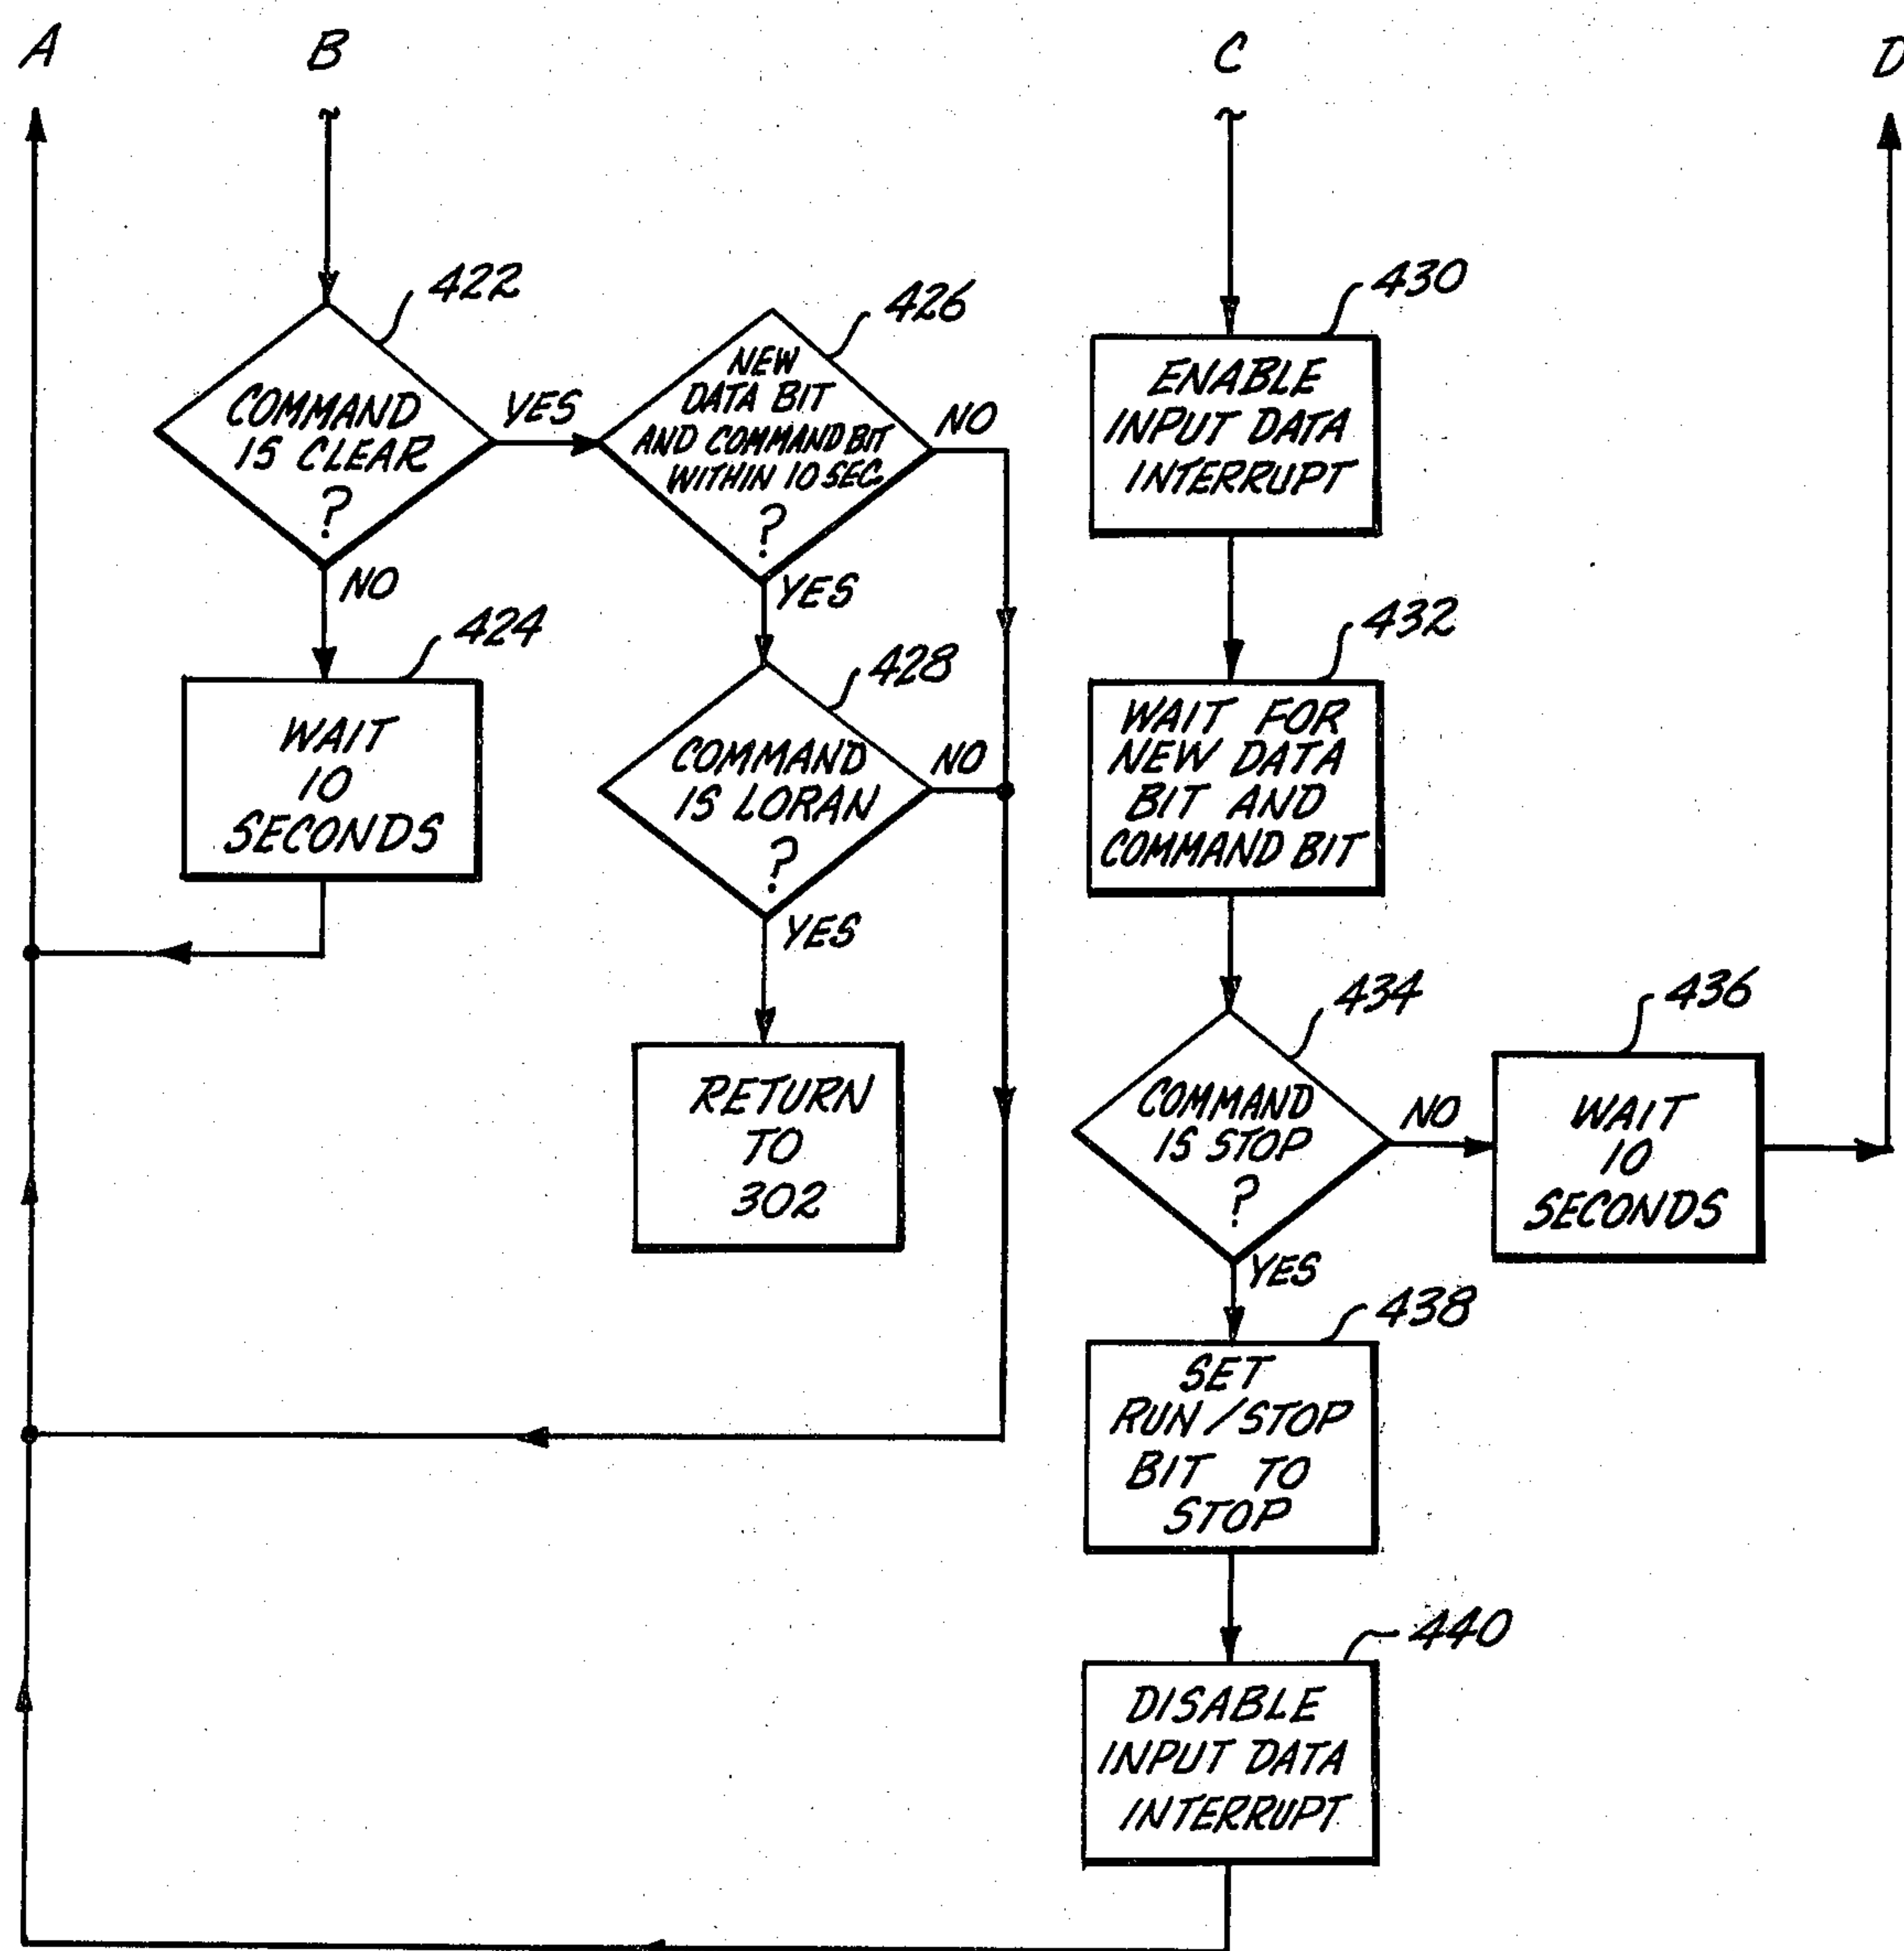 A
B
C
D
422
COMMAND
IS CLEAR
?
YES
NO
424
WAIT
10
SECONDS
426
NEW
DATA BIT
AND COMMAND BIT
WITHIN 10 SEC.
?
NO
YES
428
COMMAND
IS LORAN
?
NO
YES
RETURN
TO
302
430
ENABLE
INPUT DATA
INTERRUPT
432
WAIT FOR
NEW DATA
BIT AND
COMMAND BIT
434
COMMAND
IS STOP
?
NO
YES
436
WAIT
10
SECONDS
438
SET
RUN/STOP
BIT TO
STOP
440
DISABLE
INPUT DATA
INTERRUPT